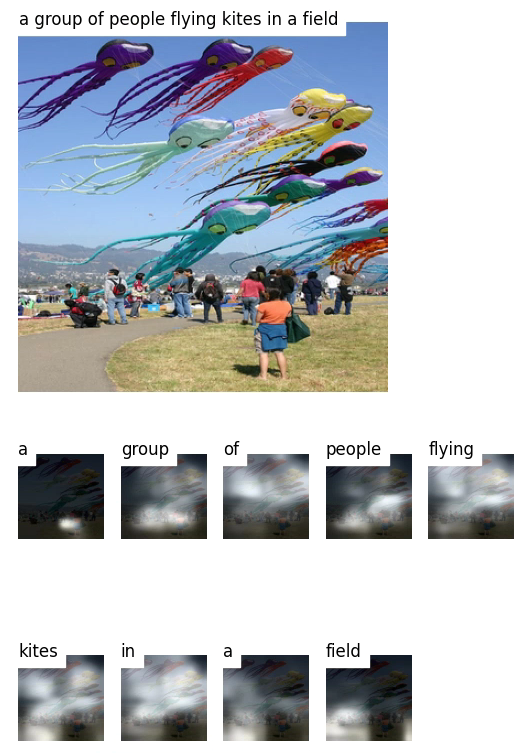 a group of people flying kites in a field
a group of people flying
kites in a field